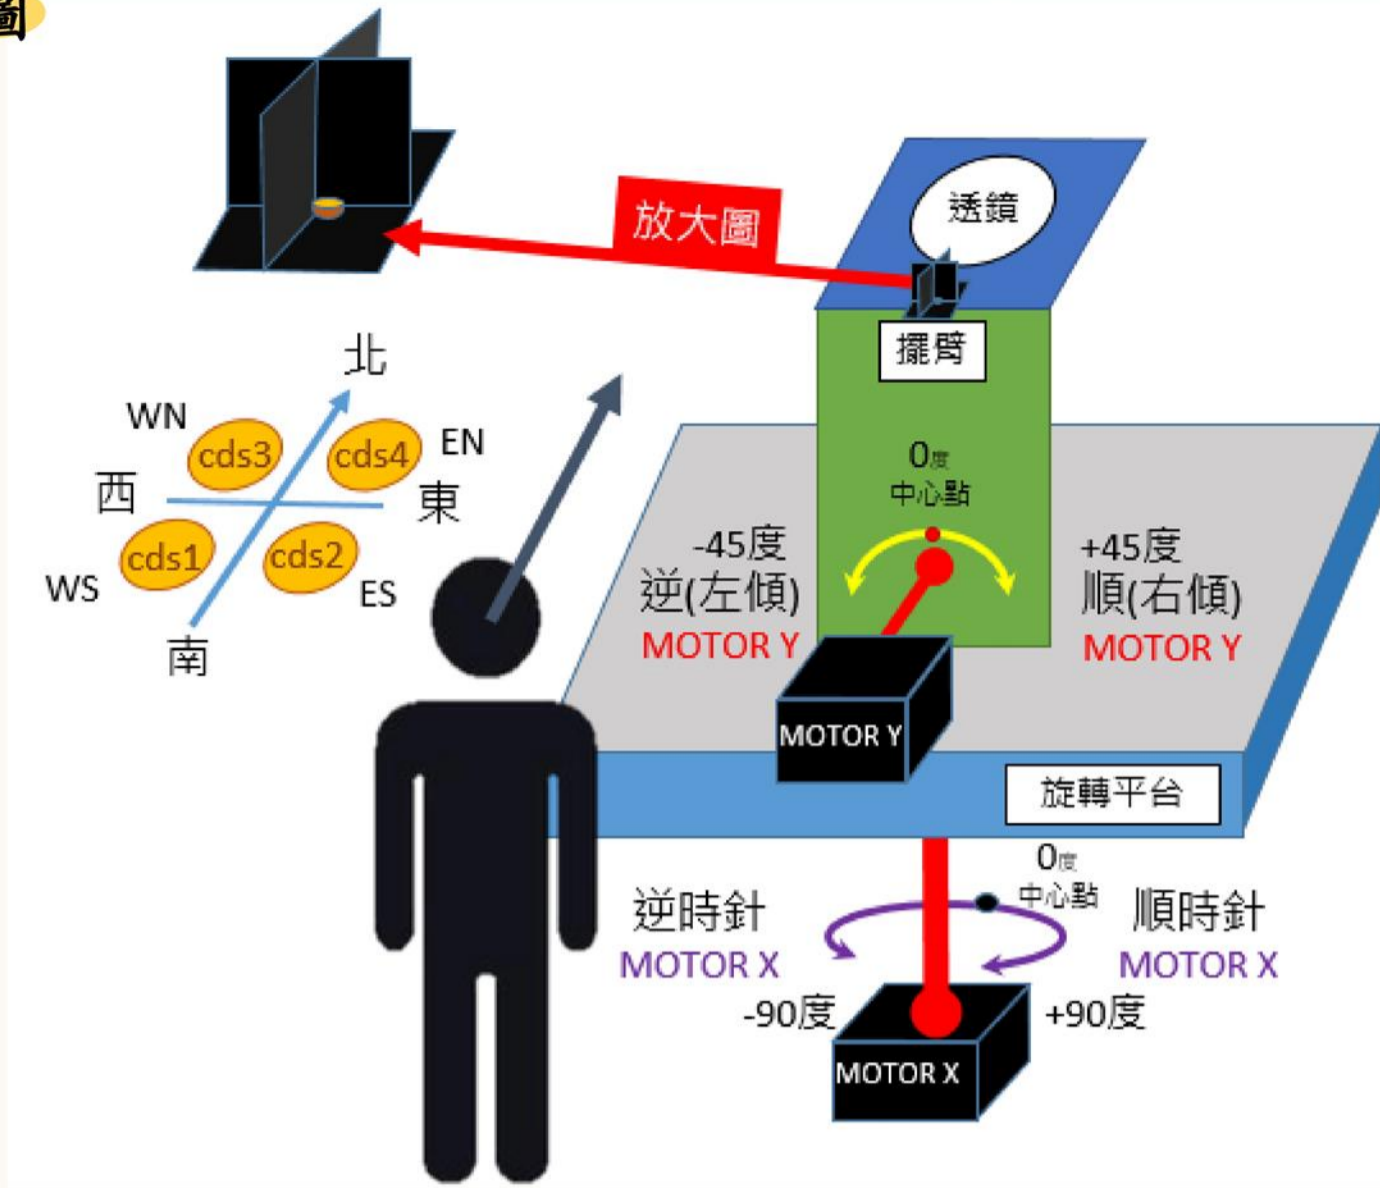 圖
透鏡
放大圖
擺臂
北
WN
cds3
cds4
EN
西
東
cds1
cds2
WS
ES
南
0度
中心點
-45度
逆(左傾)
MOTOR Y
+45度
順(右傾)
MOTOR Y
MOTOR Y
旋轉平台
0度
中心點
逆時針
MOTOR X
-90度
順時針
MOTOR X
+90度
MOTOR X